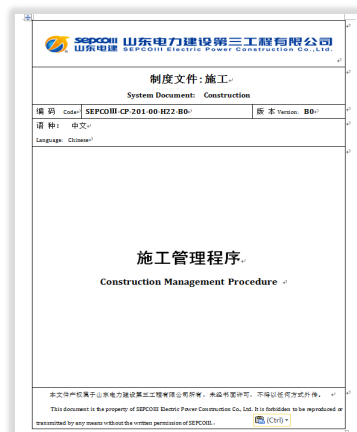 SEPCOIII 山东电力建设第三工程有限公司
山东电建 SEPCOIII Electric Power Construction Co.,Ltd.
制度文件:施工
System Document: Construction
编 码 Code: SEPCOIII-CP-201-00-H22-B0 版 本 Version: B0
语 种: 中文
Language: Chinese
施工管理程序
Construction Management Procedure
本文件产权属于山东电力建设第三工程有限公司所有，未经书面许可，不得以任何方式外传。
This document is the property of SEPCOIII Electric Power Construction Co., Ltd. It is forbidden to be reproduced or
transmitted by any means without the written permission of SEPCOIII.
(Ctrl)